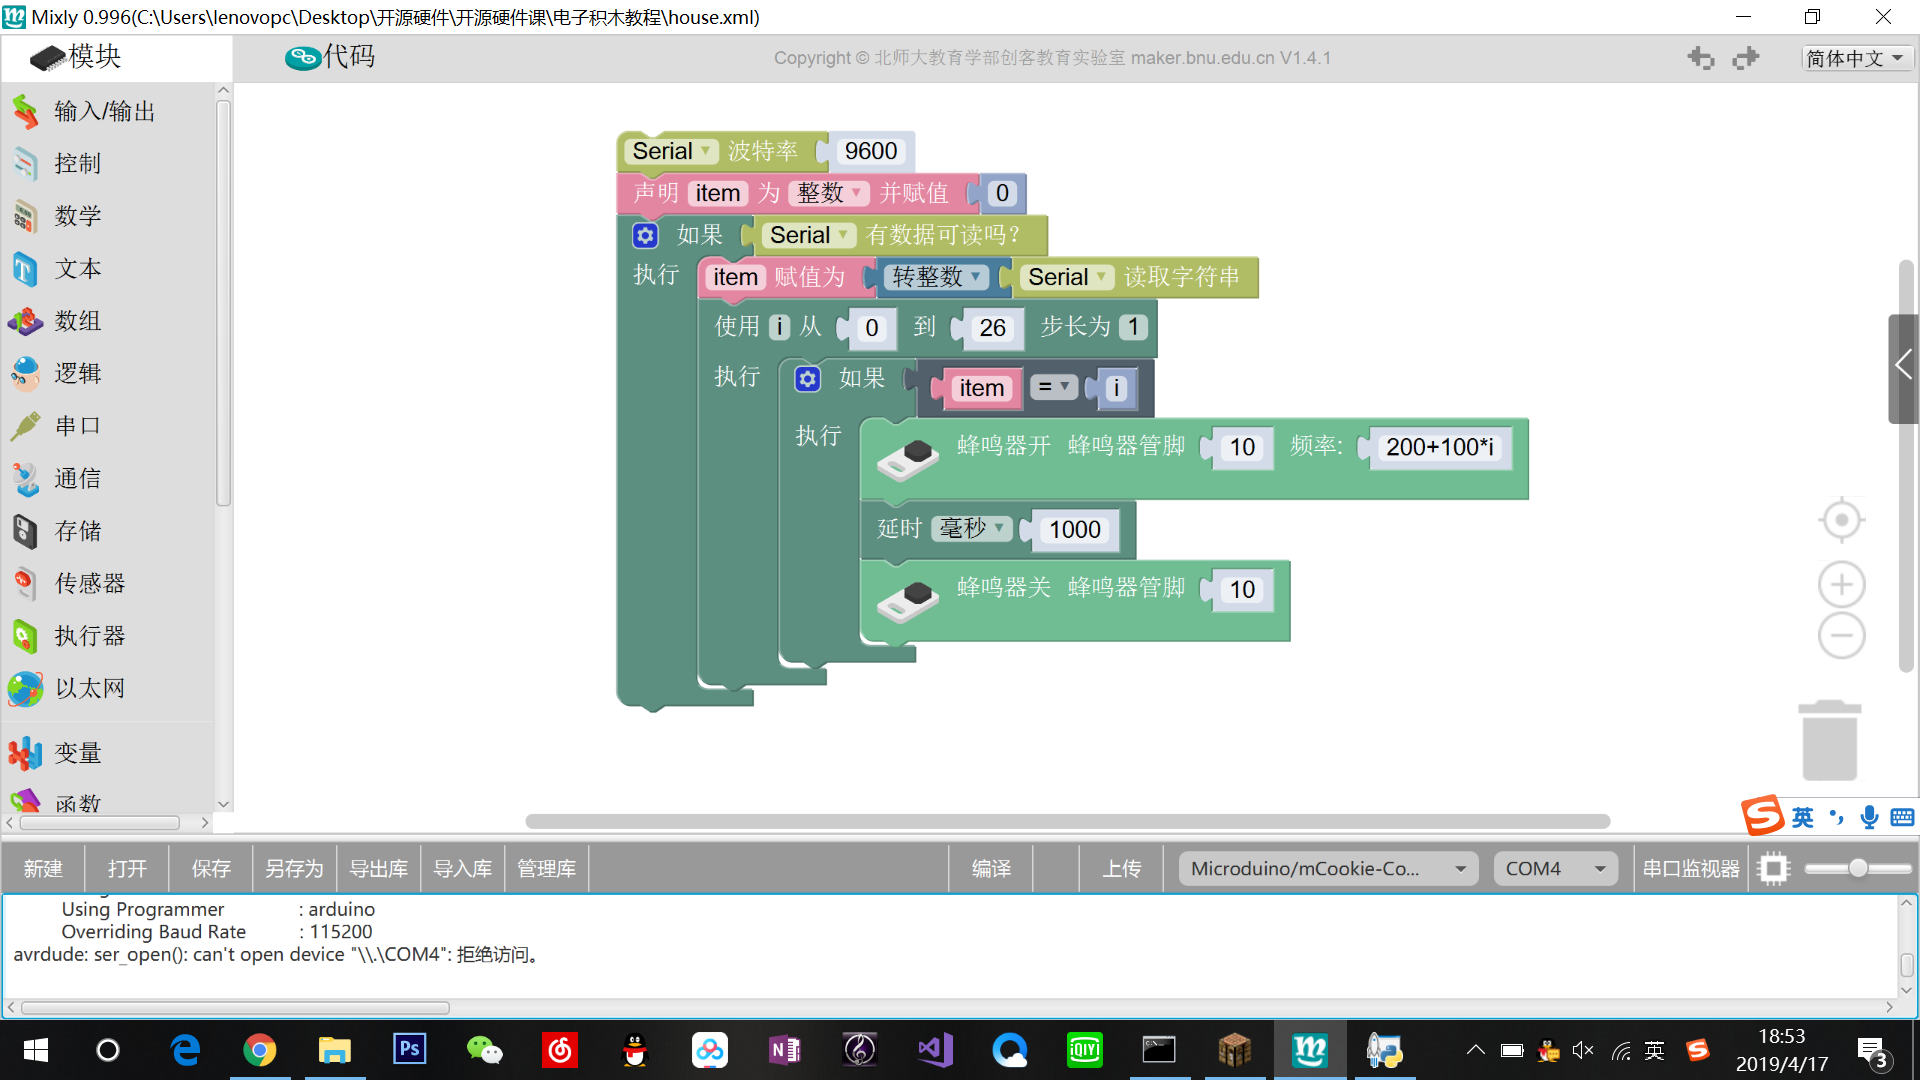 Mixly 0.996(C:\Users\lenovopc\Desktop\开源硬件\开源硬件课\电子积木教程\house.xml)
模块
代码
Copyright © 北师大教育学部创客教育实验室 maker.bnu.edu.cn V1.4.1
简体中文
输入/输出
控制
数学
文本
数组
逻辑
串口
通信
存储
传感器
执行器
以太网
变量
函数
Serial 波特率 9600
声明 item 为 整数 并赋值 0
如果 Serial 有数据可读吗?
执行 item 赋值为 转整数 Serial 读取字符串
使用 i 从 0 到 26 步长为 1
执行 如果 item = i
执行 蜂鸣器开 蜂鸣器管脚 10 频率: 200+100*i
延时 毫秒 1000
蜂鸣器关 蜂鸣器管脚 10
英
新建 打开 保存 另存为 导出库 导入库 管理库 编译 上传 Microduino/mCookie-Co... COM4 串口监视器
Using Programmer : arduino
Overriding Baud Rate : 115200
avrdude: ser_open(): can't open device "\\.\COM4": 拒绝访问。
Ps
N
iQIY
英
18:53
2019/4/17
3